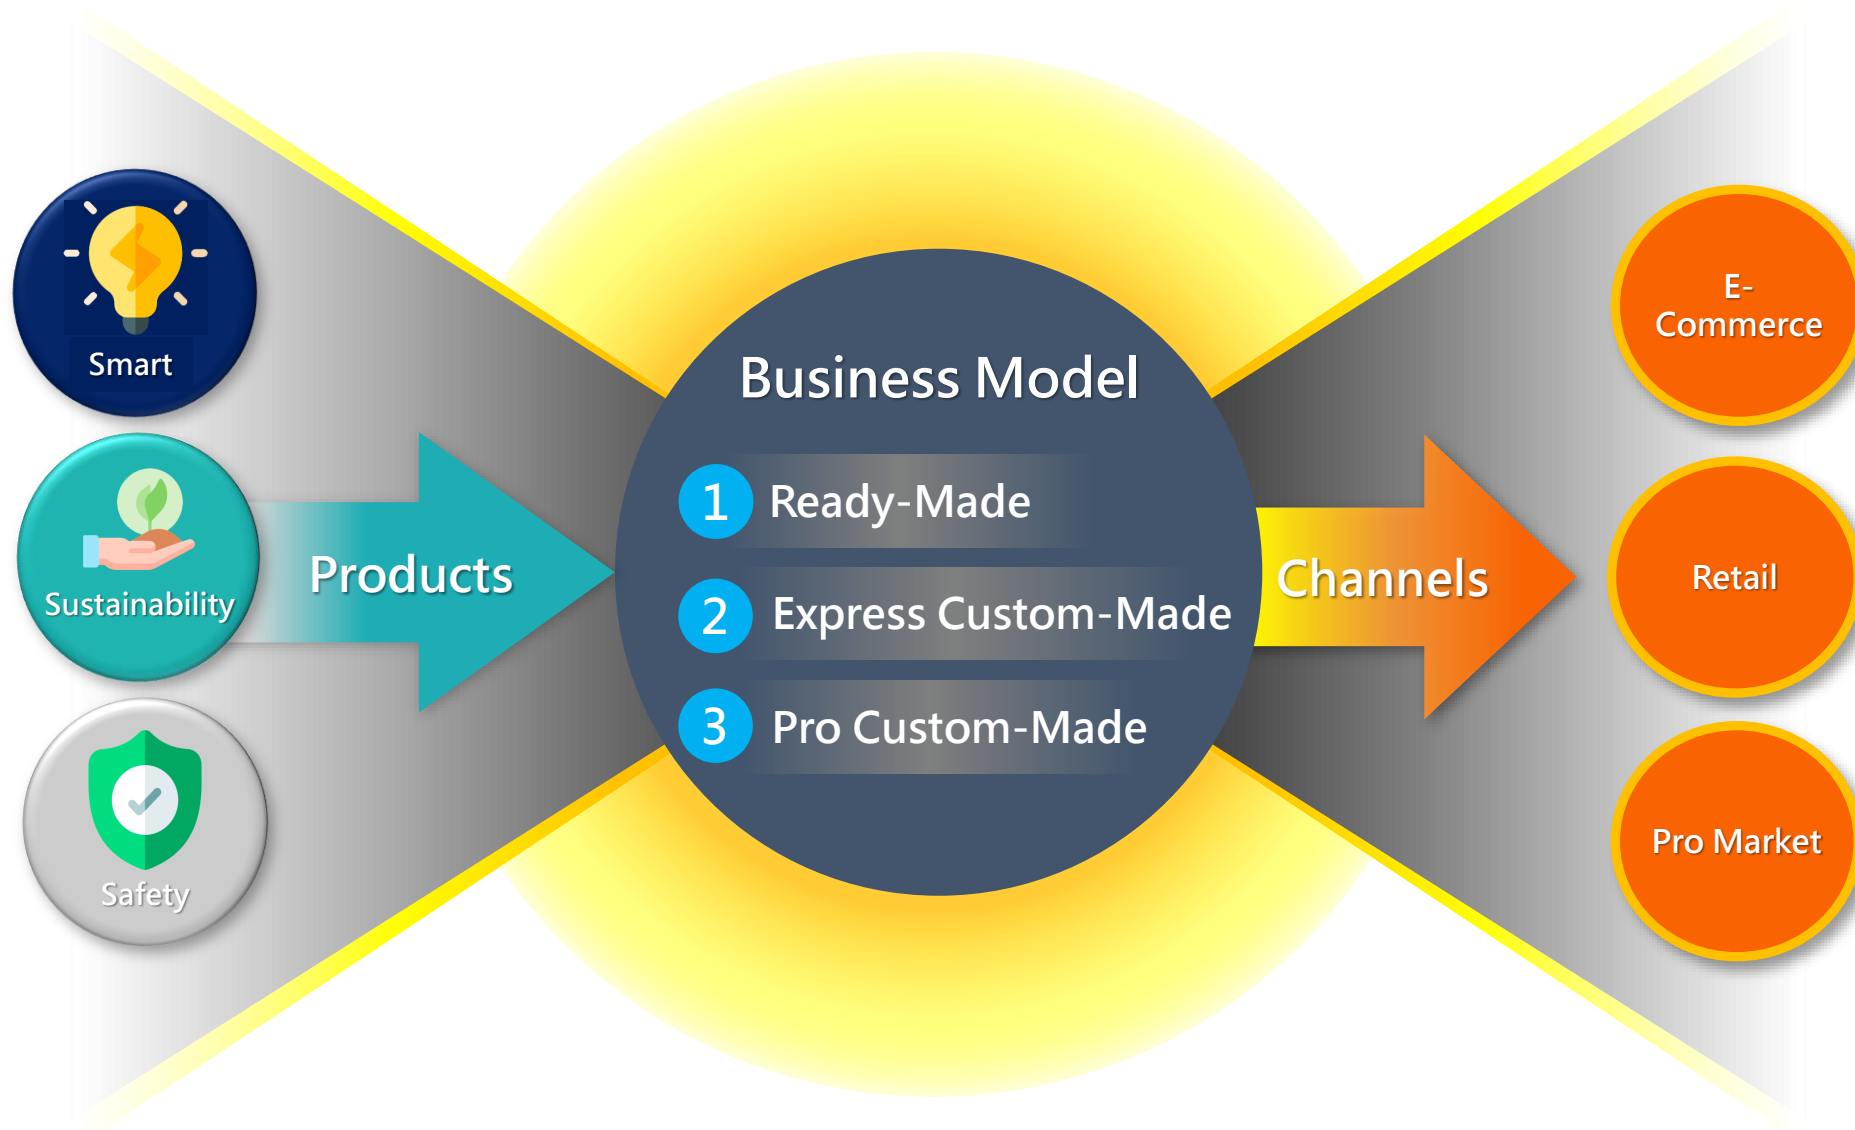 Smart
Sustainability
Safety
Products
Business Model
1 Ready-Made
2 Express Custom-Made
3 Pro Custom-Made
Channels
E-
Commerce
Retail
Pro Market